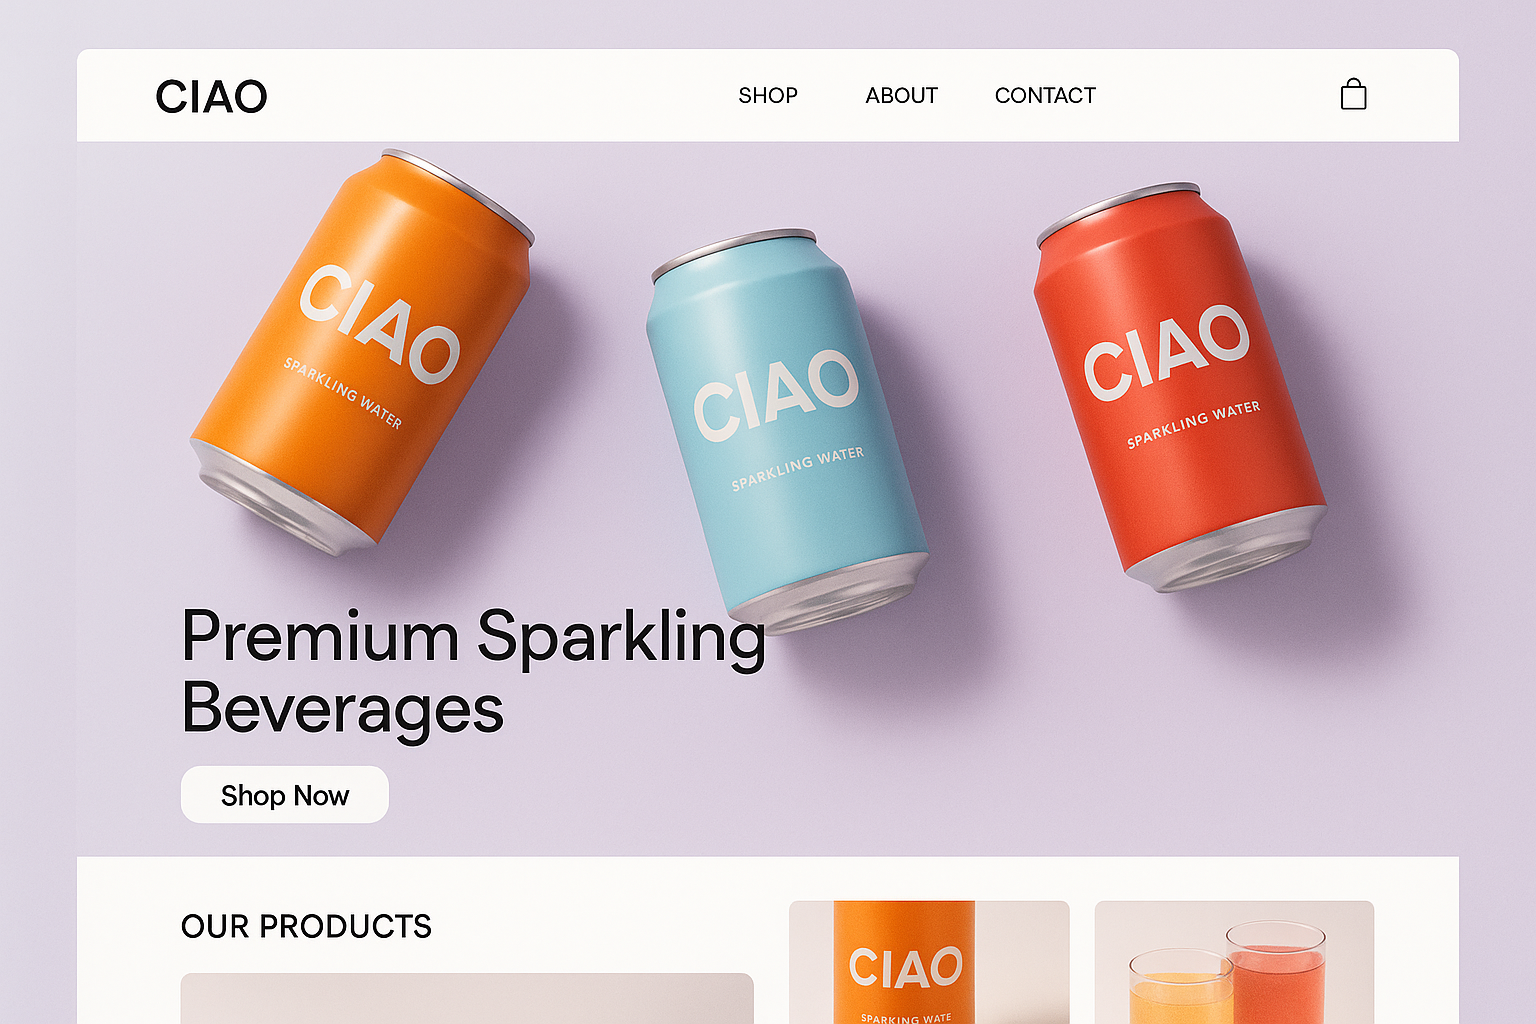 CIAO
SHOP ABOUT CONTACT
CIAO
SPARKLING WATER
CIAO
SPARKLING WATER
CIAO
SPARKLING WATER
Premium Sparkling
Beverages
Shop Now
OUR PRODUCTS
CIAO
SPARKING WATE